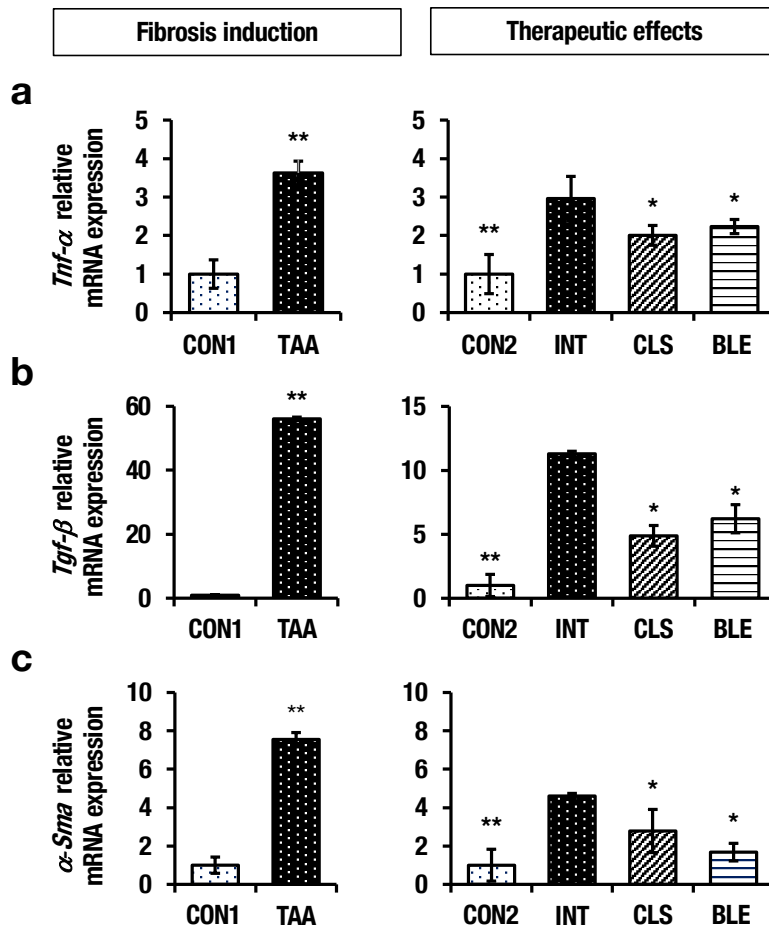 Fibrosis induction
Therapeutic effects
a
Tnf-α relative
mRNA expression
5
4
3
2
1
0
**
CON1 TAA
5
4
3
2
1
0
**
*
*
CON2 INT CLS BLE
b
Tgf-β relative
mRNA expression
60
40
20
0
**
CON1 TAA
15
10
5
0
**
*
*
CON2 INT CLS BLE
c
α-Sma relative
mRNA expression
10
8
6
4
2
0
**
CON1 TAA
10
8
6
4
2
0
**
*
*
CON2 INT CLS BLE